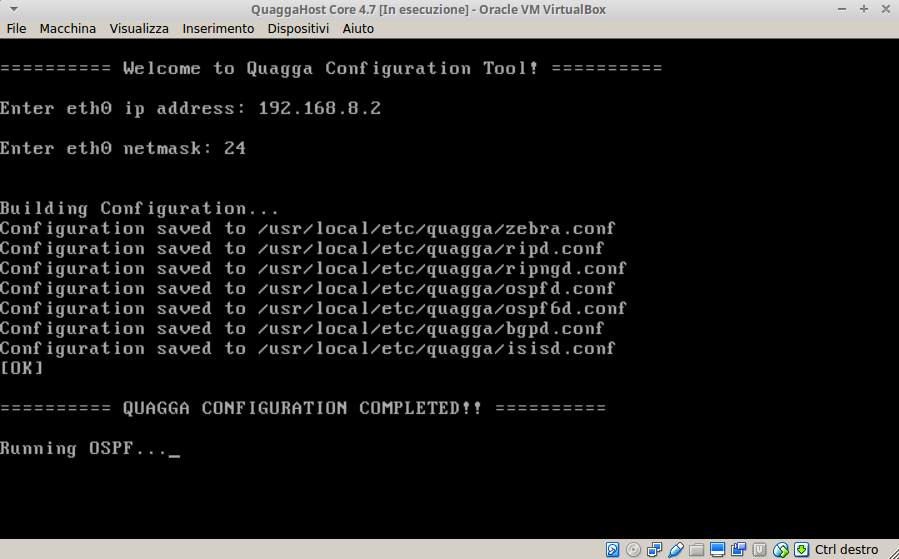 QuaggaHost Core 4.7 [In esecuzione] - Oracle VM VirtualBox
File Macchina Visualizza Inserimento Dispositivi Aiuto
========== Welcome to Quagga Configuration Tool! ==========
Enter eth0 ip address: 192.168.8.2
Enter eth0 netmask: 24
Building Configuration...
Configuration saved to /usr/local/etc/quagga/zebra.conf
Configuration saved to /usr/local/etc/quagga/ripd.conf
Configuration saved to /usr/local/etc/quagga/ripngd.conf
Configuration saved to /usr/local/etc/quagga/ospfd.conf
Configuration saved to /usr/local/etc/quagga/ospf6d.conf
Configuration saved to /usr/local/etc/quagga/bgpd.conf
Configuration saved to /usr/local/etc/quagga/isisd.conf
[OK]
========== QUAGGA CONFIGURATION COMPLETED!! ==========
Running OSPF..._
Ctrl destro